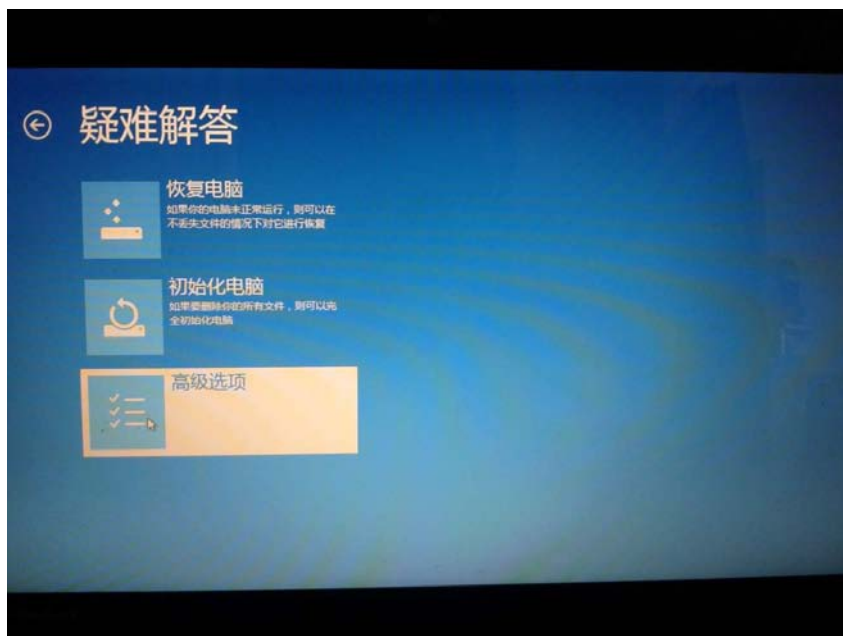 疑难解答
恢复电脑
如果你的电脑未正常运行，则可以在
不丢失文件的情况下对它进行恢复
初始化电脑
如果要删除你的所有文件，则可以完
全初始化电脑
高级选项